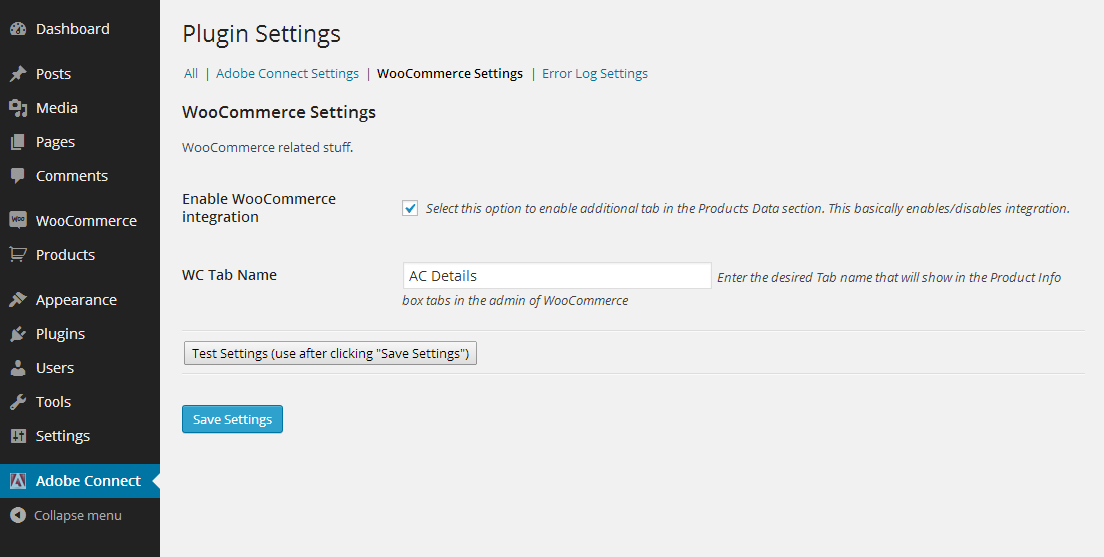 Dashboard
Posts
Media
Pages
Comments
WooCommerce
Products
Appearance
Plugins
Users
Tools
Settings
Adobe Connect
Collapse menu
Plugin Settings
All | Adobe Connect Settings | WooCommerce Settings | Error Log Settings
WooCommerce Settings
WooCommerce related stuff.
Enable WooCommerce
integration
Select this option to enable additional tab in the Products Data section. This basically enables/disables integration.
WC Tab Name
AC Details
Enter the desired Tab name that will show in the Product Info
box tabs in the admin of WooCommerce
Test Settings (use after clicking "Save Settings")
Save Settings